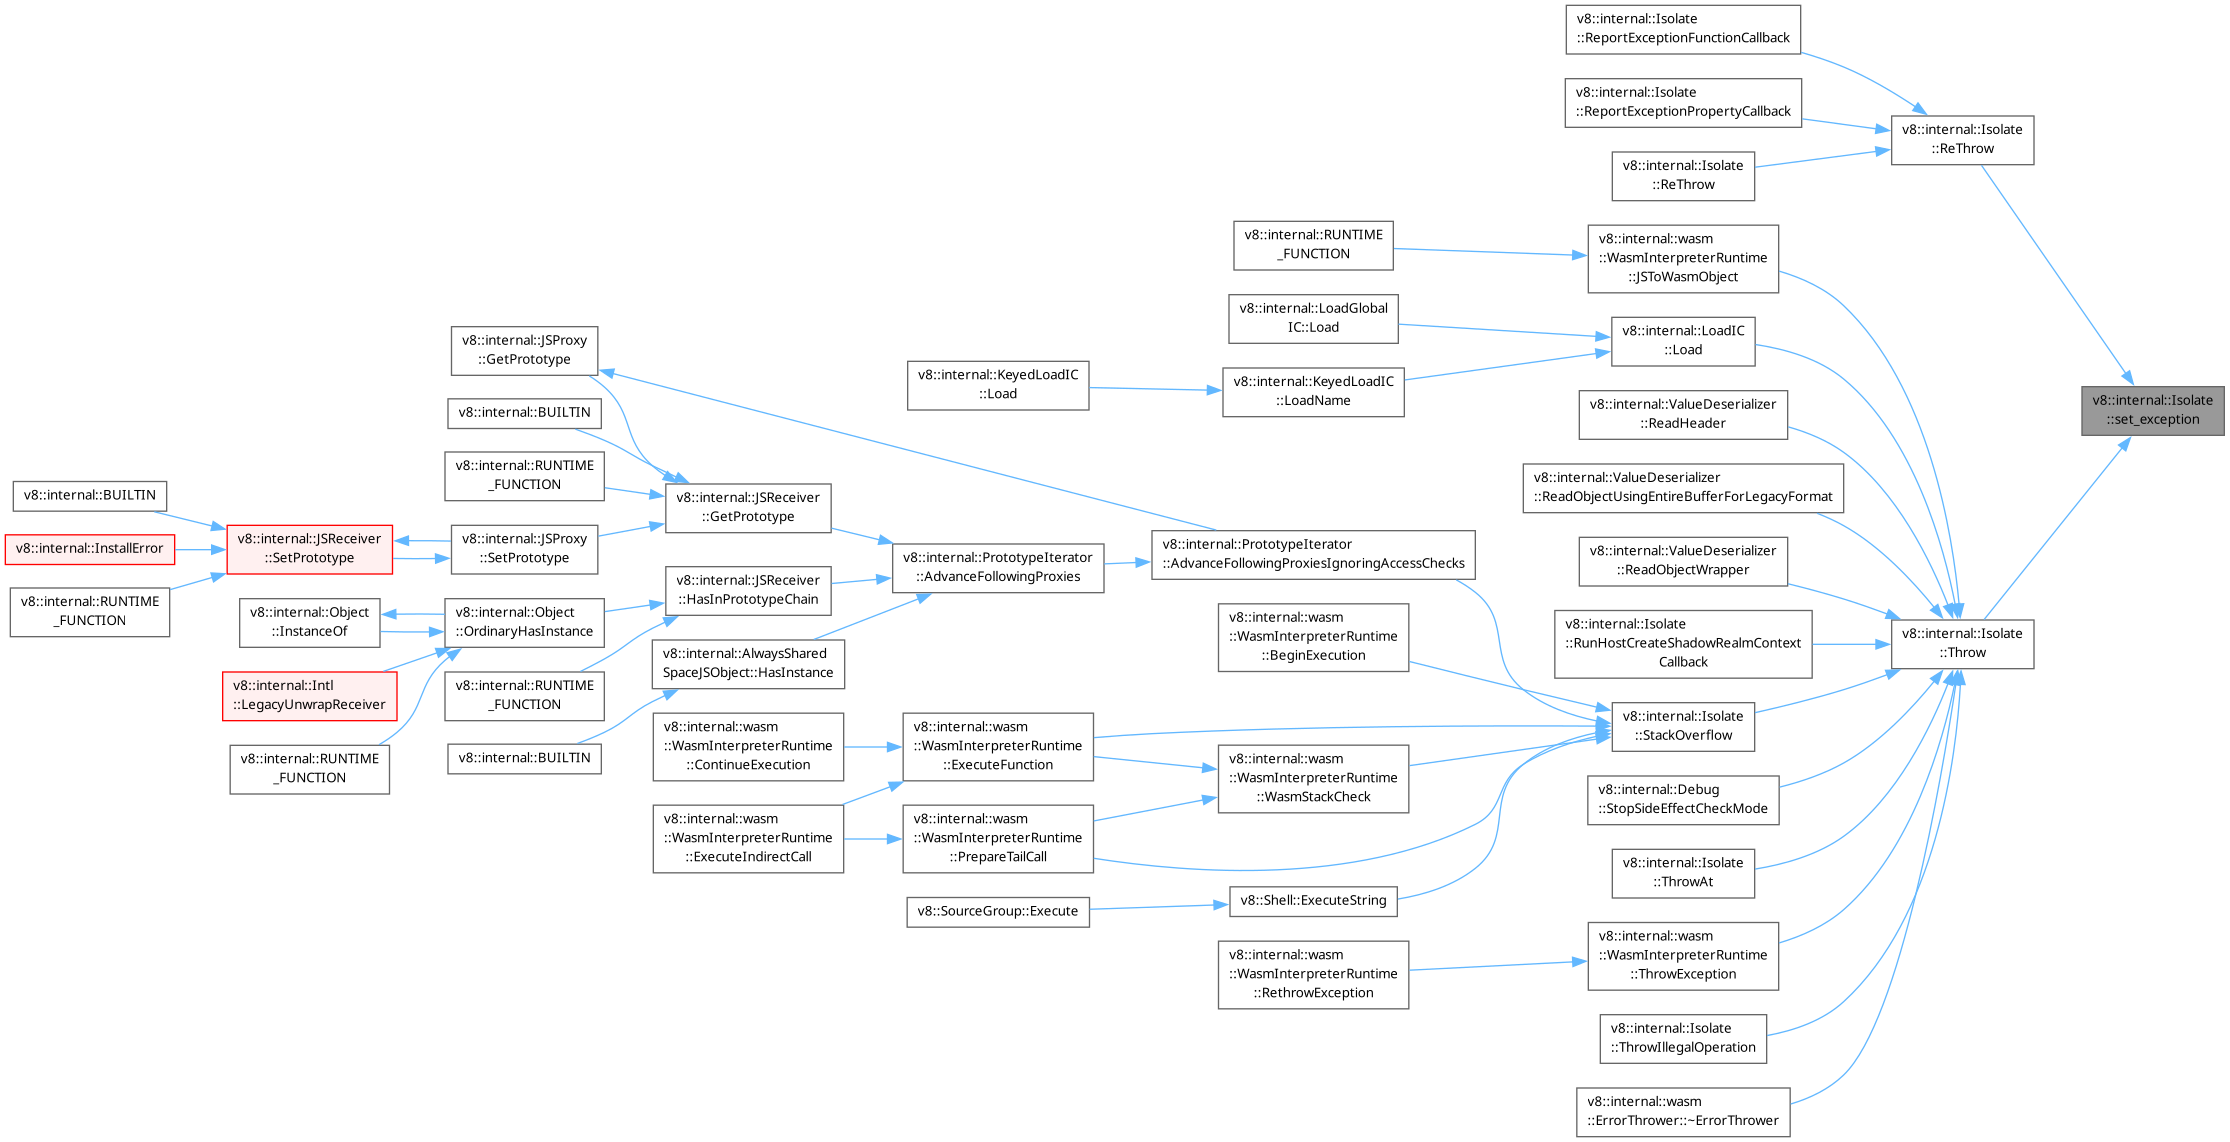 v8::internal::Isolate
::ReportExceptionFunctionCallback
v8::internal::Isolate
::ReportExceptionPropertyCallback
v8::internal::Isolate
::ReThrow
v8::internal::Isolate
::ReThrow
v8::internal::RUNTIME
_FUNCTION
v8::internal::wasm
::WasmInterpreterRuntime
::JSToWasmObject
v8::internal::LoadGlobal
IC::Load
v8::internal::LoadIC
::Load
v8::internal::JSProxy
::GetPrototype
v8::internal::KeyedLoadIC
::Load
v8::internal::KeyedLoadIC
::LoadName
v8::internal::Isolate
::set_exception
v8::internal::BUILTIN
v8::internal::ValueDeserializer
::ReadHeader
v8::internal::RUNTIME
_FUNCTION
v8::internal::ValueDeserializer
::ReadObjectUsingEntireBufferForLegacyFormat
v8::internal::BUILTIN
v8::internal::JSReceiver
::GetPrototype
v8::internal::InstallError
v8::internal::JSReceiver
::SetPrototype
v8::internal::JSProxy
::SetPrototype
v8::internal::PrototypeIterator
::AdvanceFollowingProxies
v8::internal::PrototypeIterator
::AdvanceFollowingProxiesIgnoringAccessChecks
v8::internal::ValueDeserializer
::ReadObjectWrapper
v8::internal::RUNTIME
_FUNCTION
v8::internal::Object
::InstanceOf
v8::internal::Object
::OrdinaryHasInstance
v8::internal::JSReceiver
::HasInPrototypeChain
v8::internal::wasm
::WasmInterpreterRuntime
::BeginExecution
v8::internal::Isolate
::RunHostCreateShadowRealmContext
Callback
v8::internal::Isolate
::Throw
v8::internal::Intl
::LegacyUnwrapReceiver
v8::internal::RUNTIME
_FUNCTION
v8::internal::AlwaysShared
SpaceJSObject::HasInstance
v8::internal::Isolate
::StackOverflow
v8::internal::RUNTIME
_FUNCTION
v8::internal::BUILTIN
v8::internal::wasm
::WasmInterpreterRuntime
::ContinueExecution
v8::internal::wasm
::WasmInterpreterRuntime
::ExecuteFunction
v8::internal::wasm
::WasmInterpreterRuntime
::WasmStackCheck
v8::internal::Debug
::StopSideEffectCheckMode
v8::internal::wasm
::WasmInterpreterRuntime
::ExecuteIndirectCall
v8::internal::wasm
::WasmInterpreterRuntime
::PrepareTailCall
v8::internal::Isolate
::ThrowAt
v8::SourceGroup::Execute
v8::Shell::ExecuteString
v8::internal::wasm
::WasmInterpreterRuntime
::RethrowException
v8::internal::wasm
::WasmInterpreterRuntime
::ThrowException
v8::internal::Isolate
::ThrowIllegalOperation
v8::internal::wasm
::ErrorThrower::~ErrorThrower